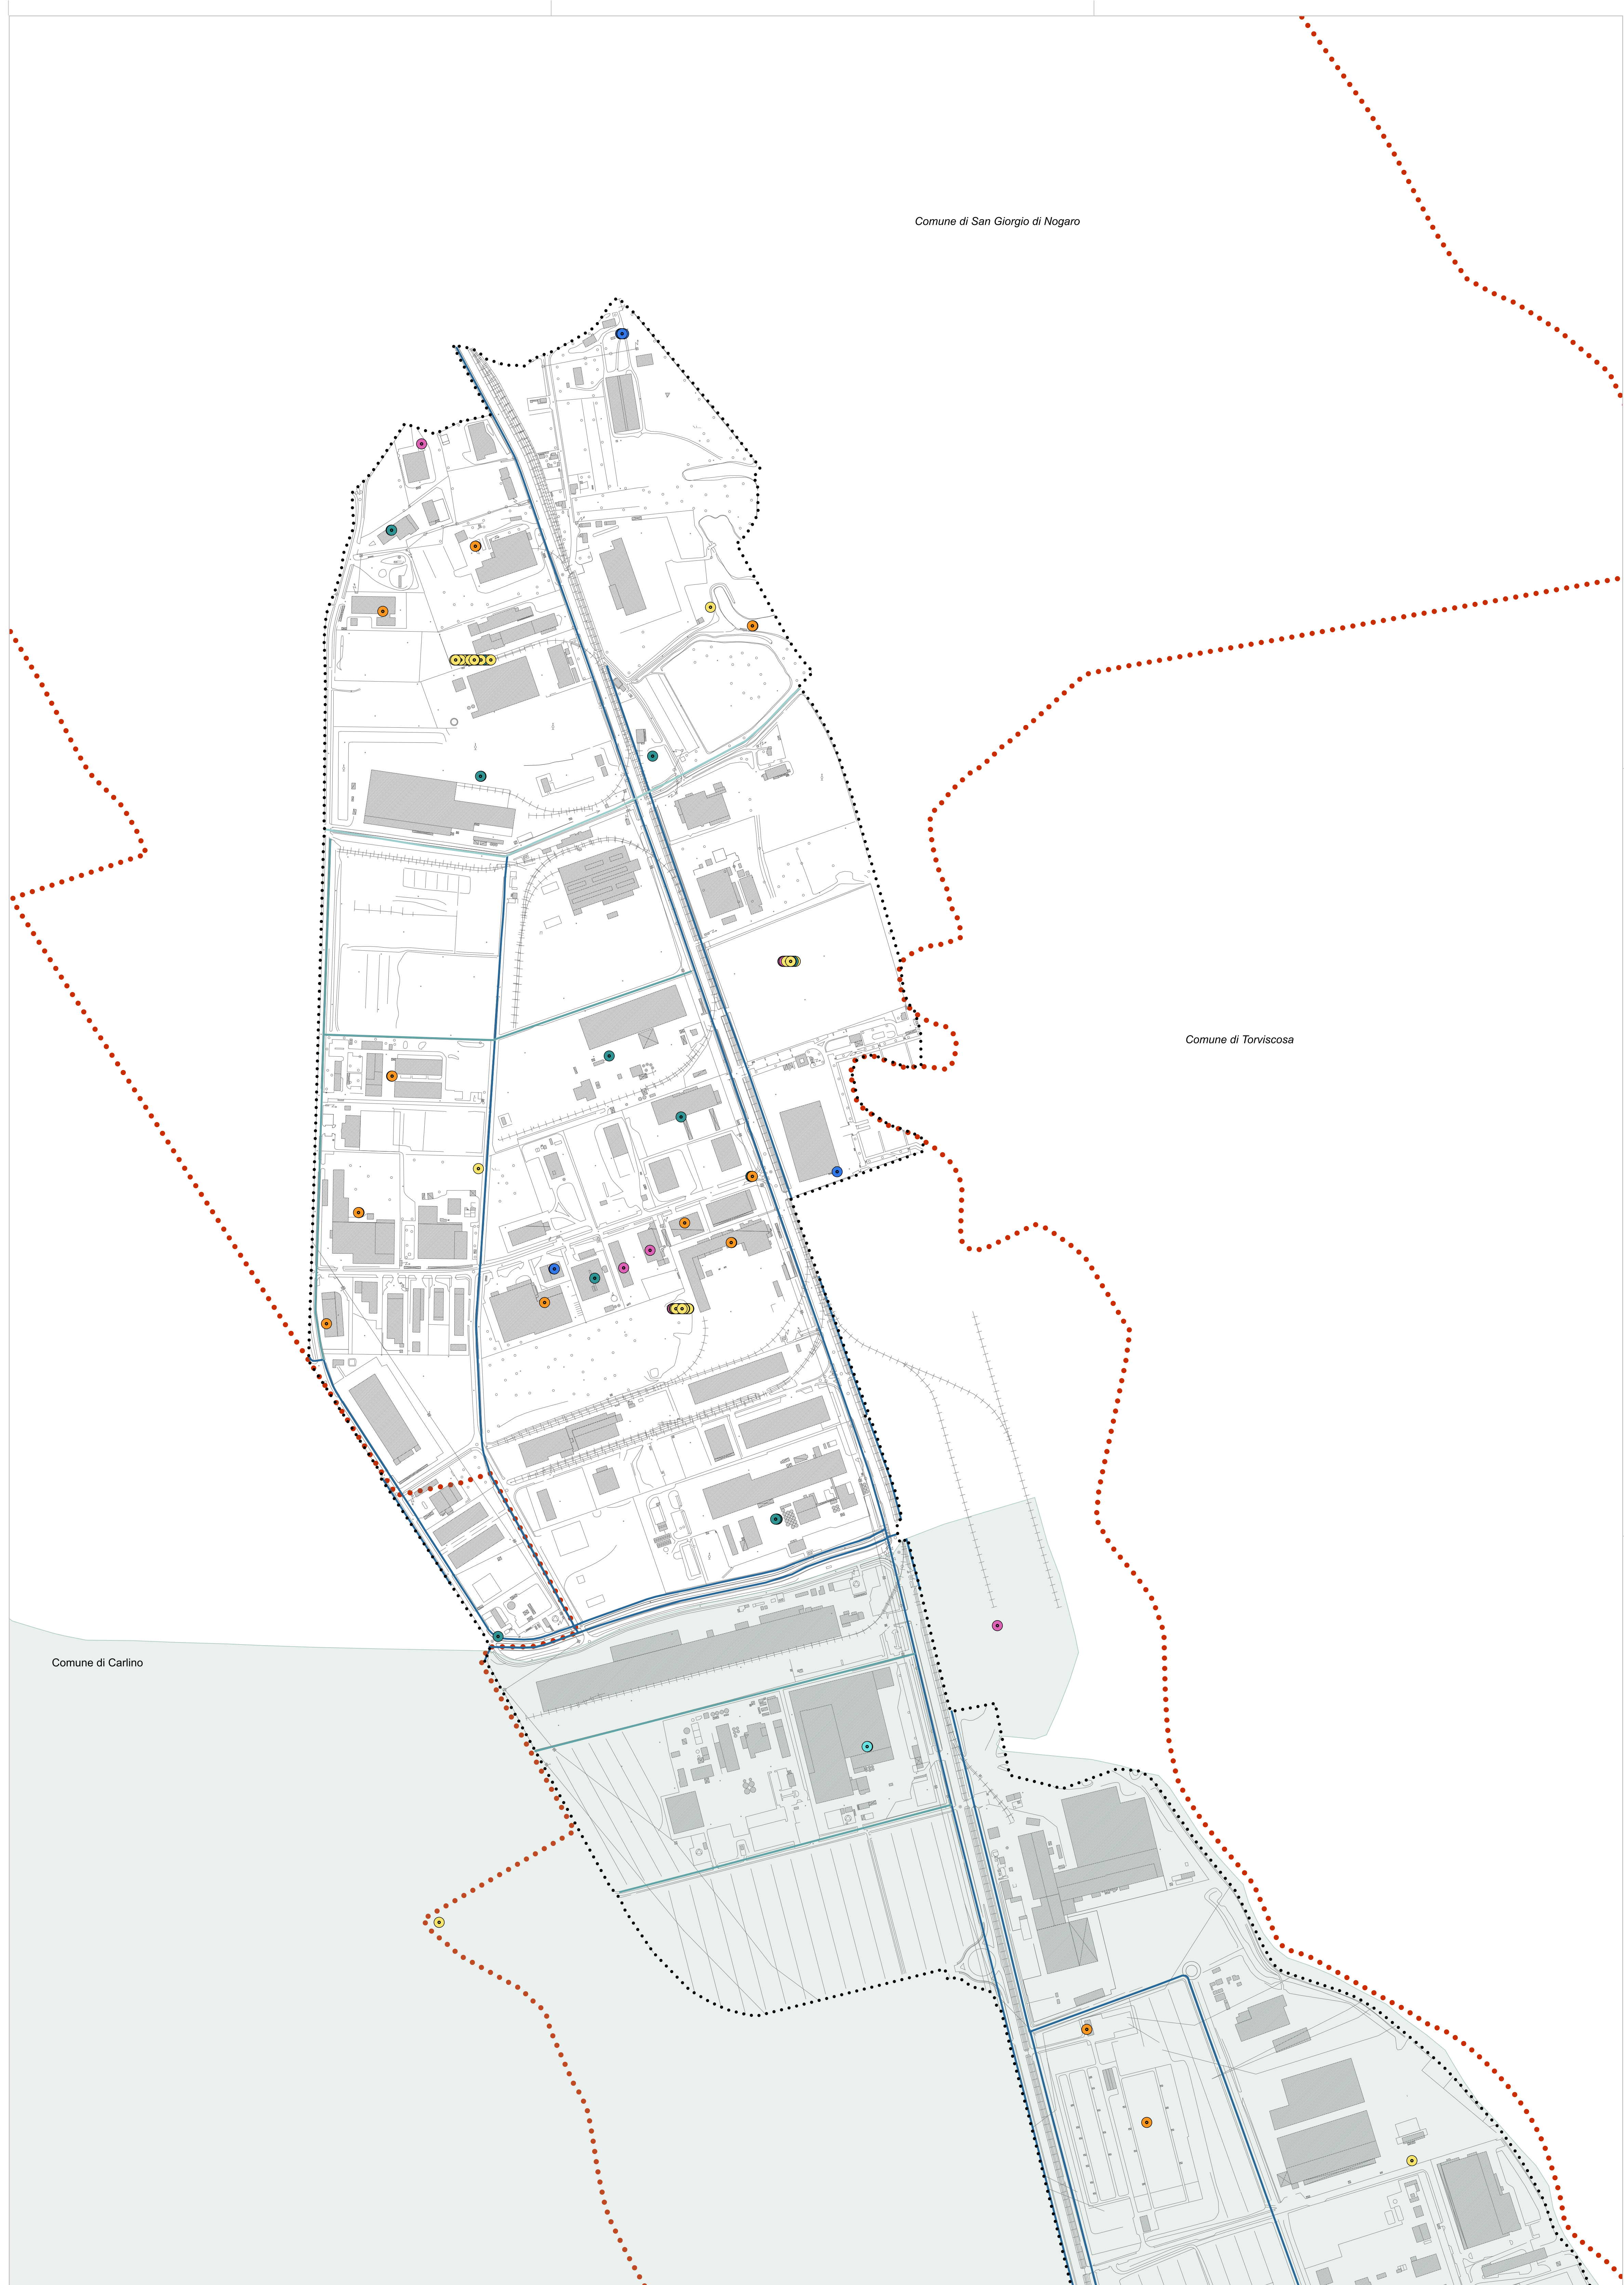 Comune di San Giorgio di Nogaro
Comune di Torviscosa
Comune di Carlino